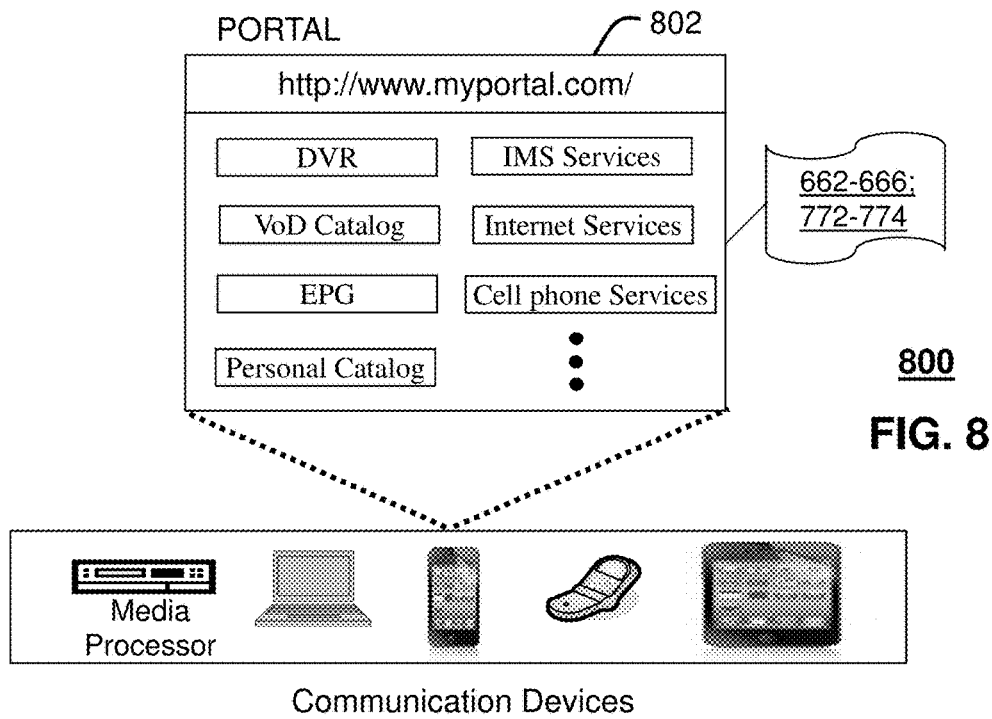 PORTAL
802
http://www.myportal.com/
DVR
IMS Services
VoD Catalog
Internet Services
EPG
Cell phone Services
Personal Catalog
662-666;
772-774
800
FIG. 8
Media
Processor
Communication Devices